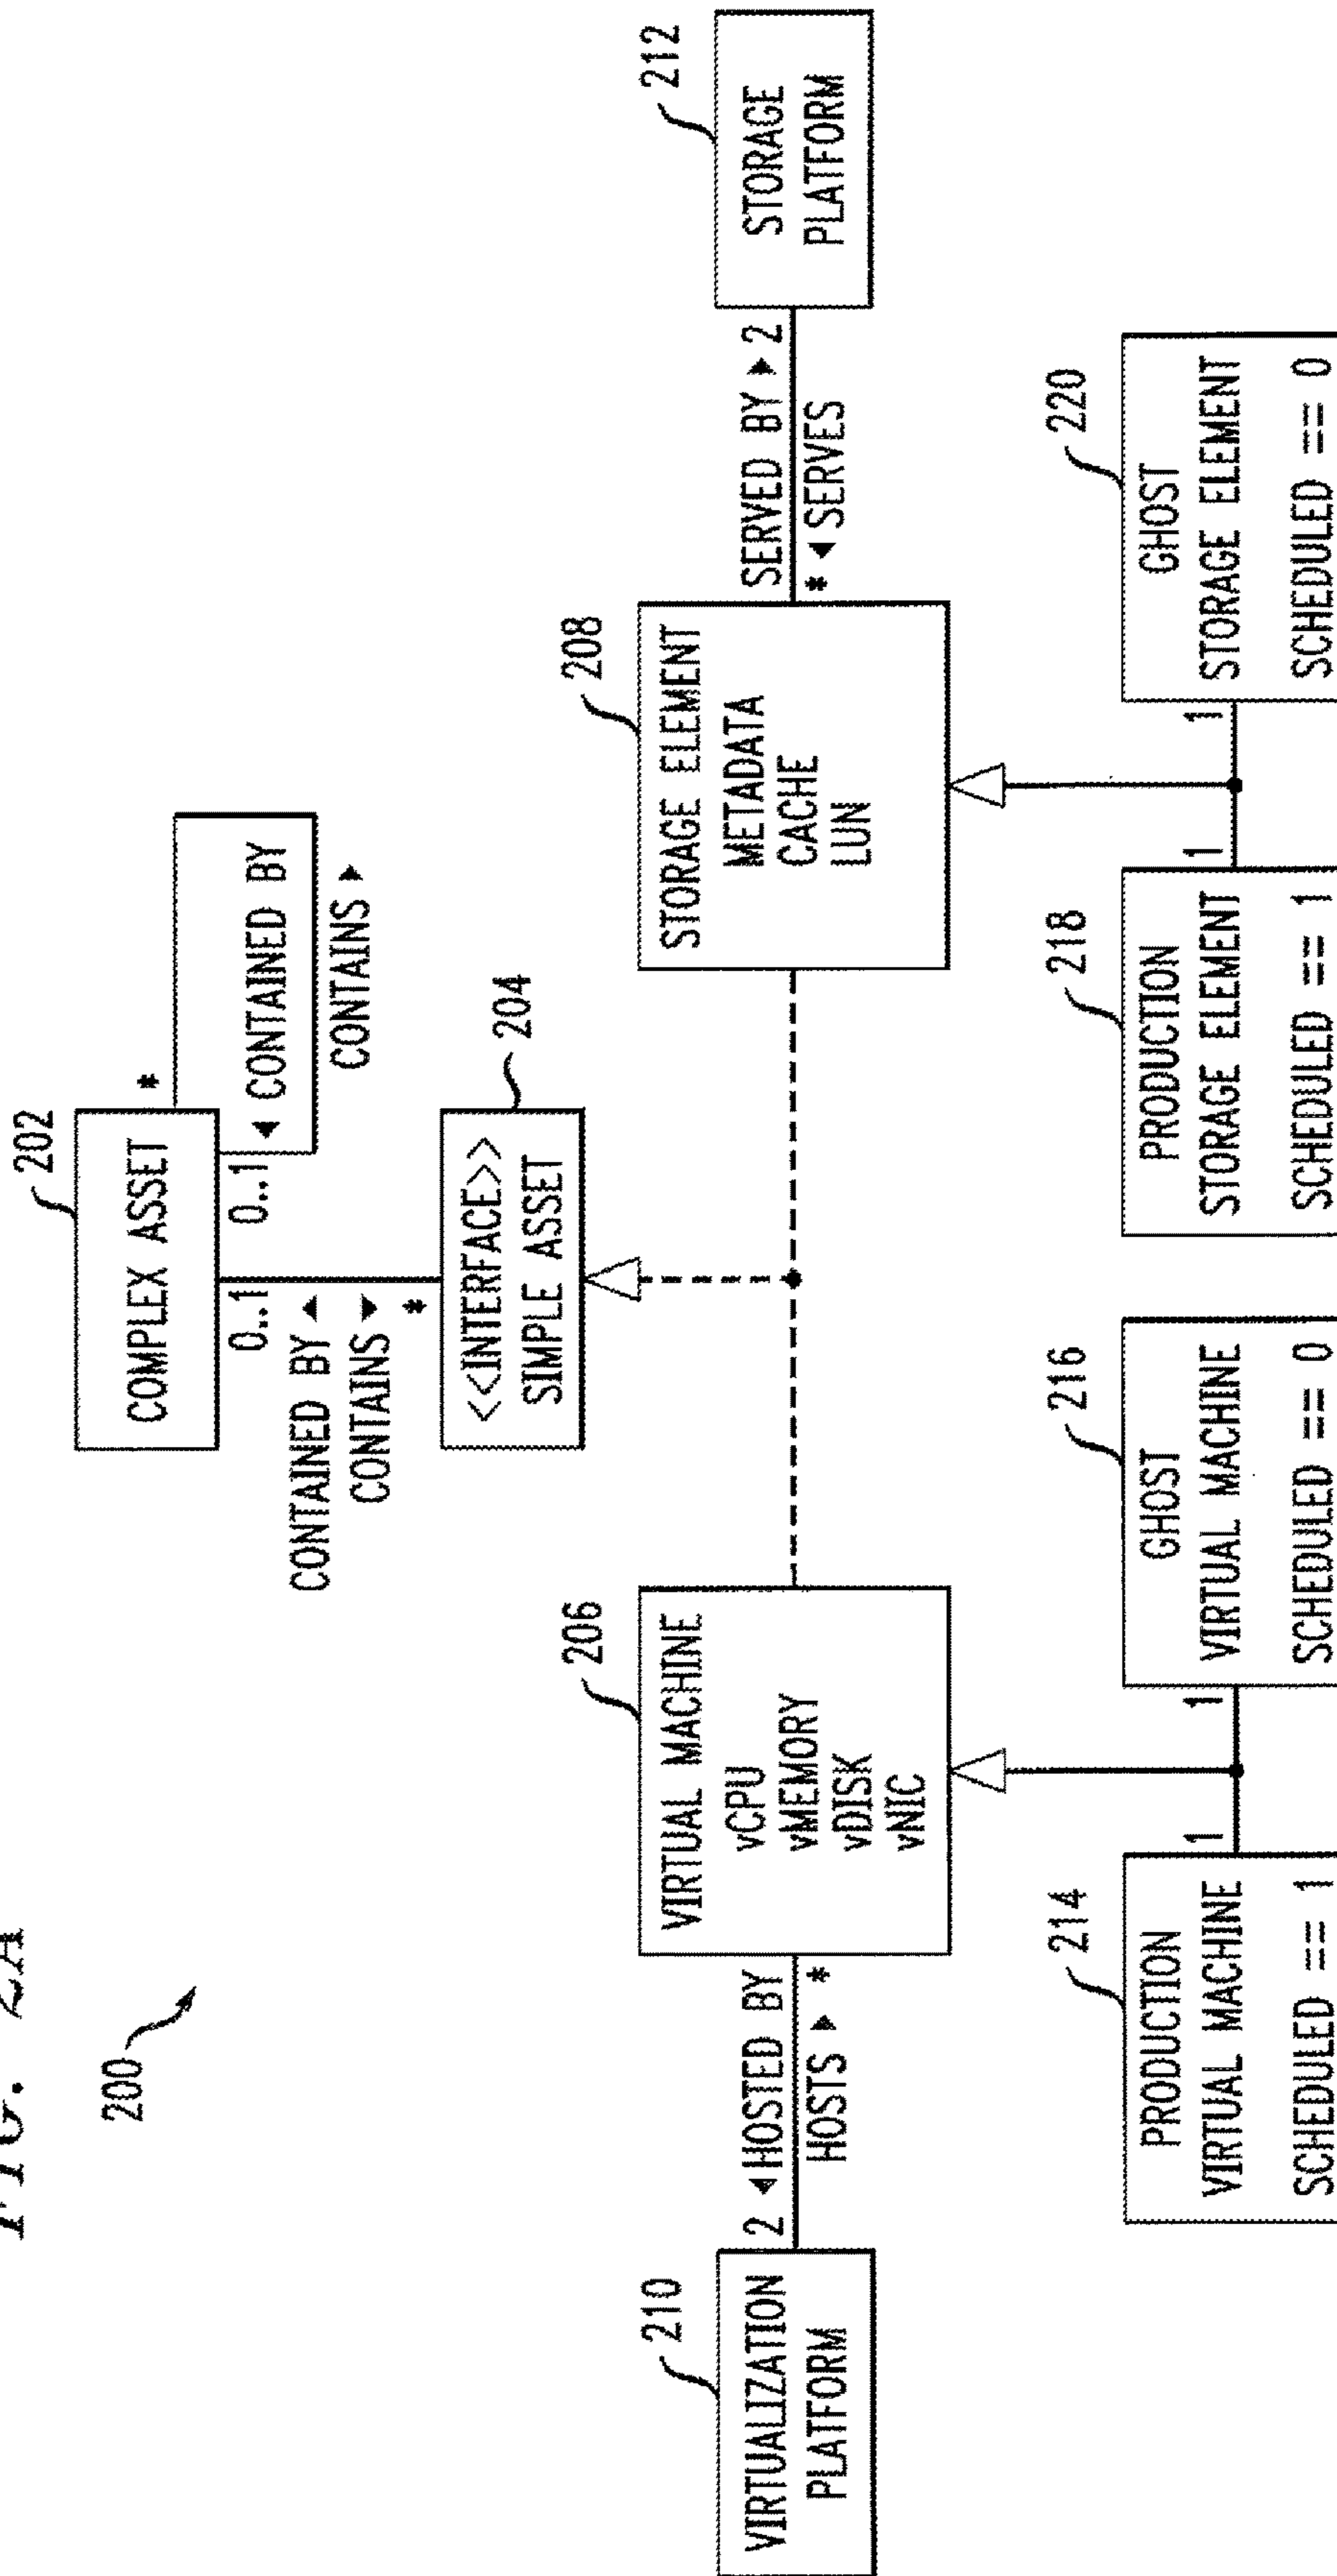 FIG. 2A
200
202
COMPLEX ASSET
*
0..1
◄ CONTAINED BY
CONTAINS ►
0..1
CONTAINED BY ▲
CONTAINS ▼
*
204
<<INTERFACE>>
SIMPLE ASSET
210
VIRTUALIZATION
PLATFORM
2 ◄HOSTED BY
HOSTS ► *
206
VIRTUAL MACHINE
vCPU
vMEMORY
vDISK
vNIC
208
STORAGE ELEMENT
METADATA
CACHE
LUN
SERVED BY ► 2
* ◄ SERVES
212
STORAGE
PLATFORM
214
PRODUCTION
VIRTUAL MACHINE
SCHEDULED == 1
1
1
216
GHOST
VIRTUAL MACHINE
SCHEDULED == 0
218
PRODUCTION
STORAGE ELEMENT
SCHEDULED == 1
1
1
220
GHOST
STORAGE ELEMENT
SCHEDULED == 0